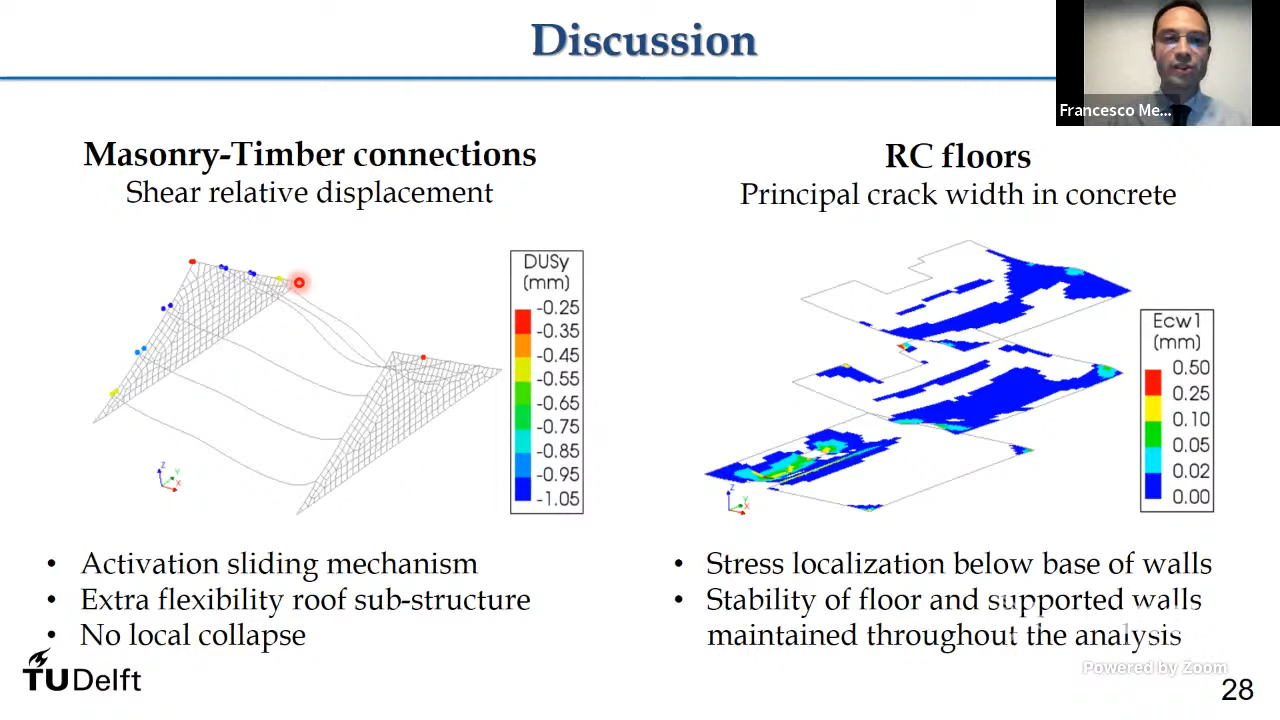 Discussion
Francesco Me...
Masonry-Timber connections
Shear relative displacement
DUSy
(mm)
-0.25
-0.35
-0.45
-0.55
-0.65
-0.75
-0.85
-0.95
-1.05
Z
Y
X
• Activation sliding mechanism
• Extra flexibility roof sub-structure
• No local collapse
RC floors
Principal crack width in concrete
Ecw1
(mm)
0.50
0.25
0.10
0.05
0.02
0.00
Z
Y
X
• Stress localization below base of walls
• Stability of floor and supported walls
maintained throughout the analysis
TUDelft
Powered by Zoom
28